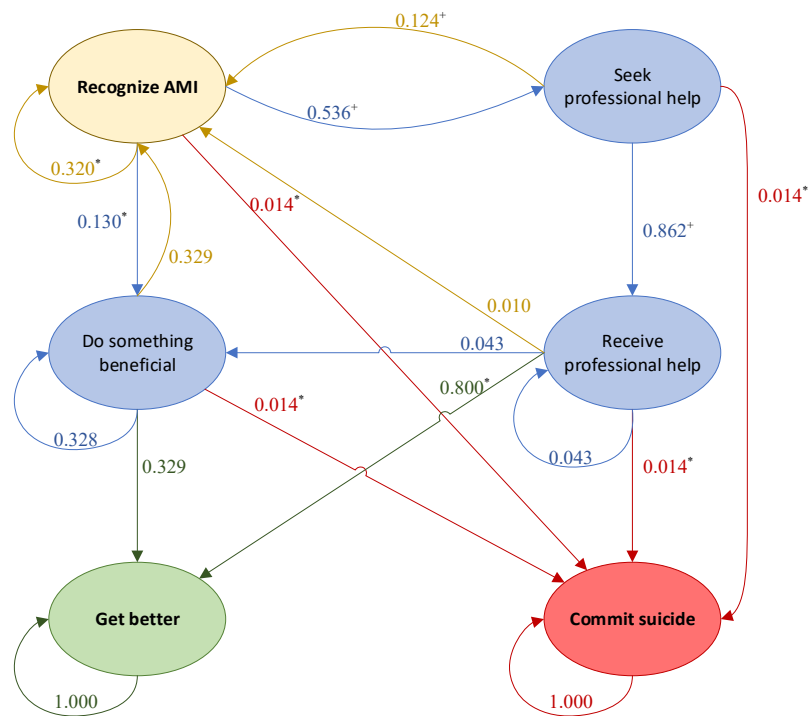 0.124⁺
Recognize AMI
Seek
professional help
0.536⁺
0.320*
0.014*
0.014*
0.130*
0.862⁺
0.329
0.010
Do something
beneficial
0.043
Receive
professional help
0.800*
0.014*
0.328
0.043
0.329
0.014*
Get better
Commit suicide
1.000
1.000